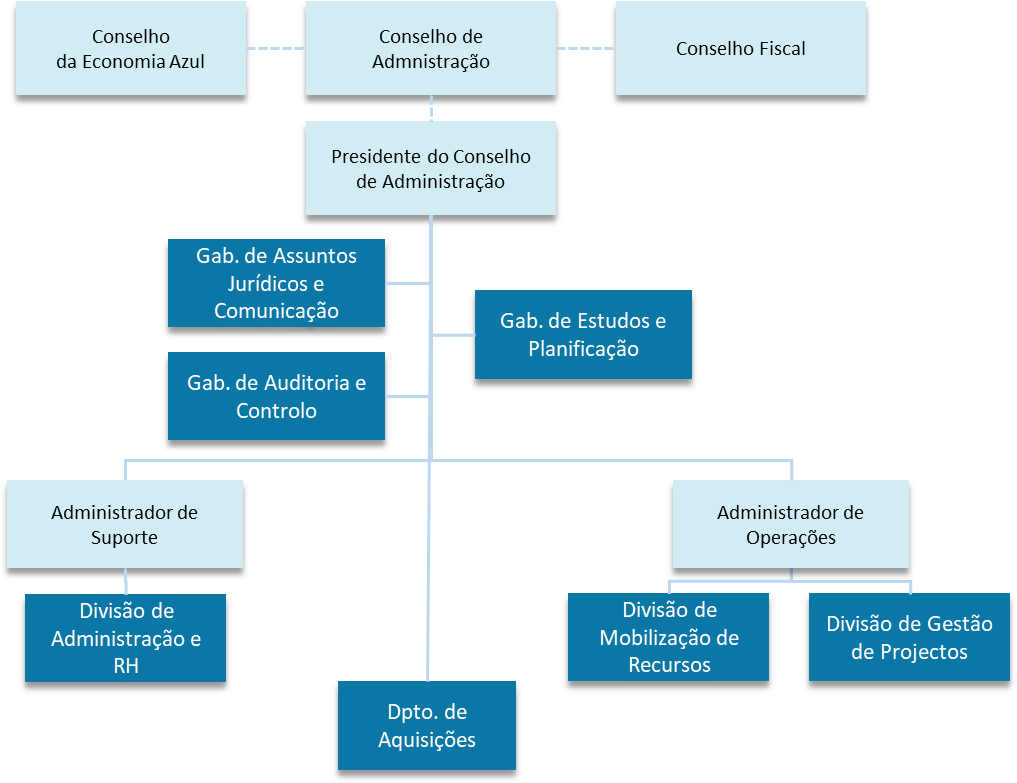 Conselho
da Economia Azul
Conselho de
Admnistração
Conselho Fiscal
Presidente do Conselho
de Administração
Gab. de Assuntos
Jurídicos e
Comunicação
Gab. de Estudos e
Planificação
Gab. de Auditoria e
Controlo
Administrador de
Suporte
Administrador de
Operações
Divisão de
Administração e
RH
Divisão de
Mobilização de
Recursos
Divisão de Gestão
de Projectos
Dpto. de
Aquisições